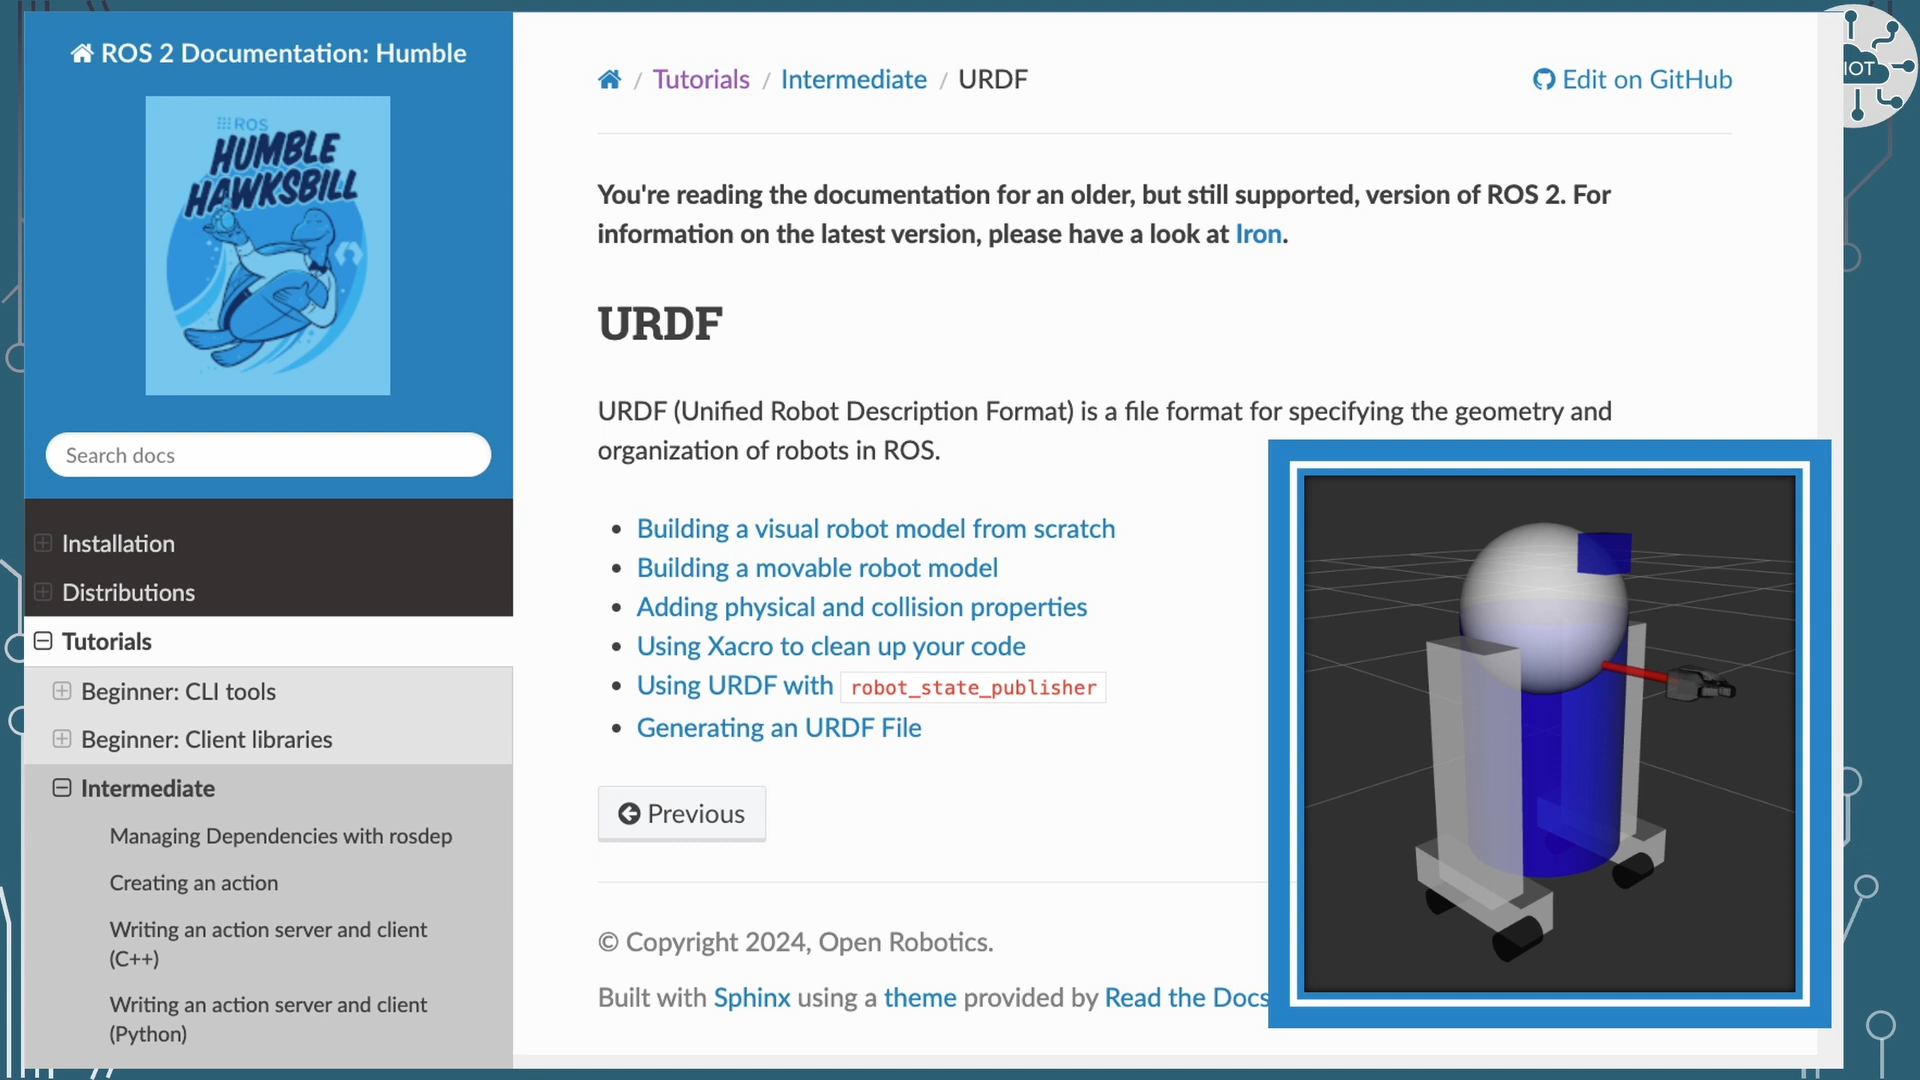 ROS 2 Documentation: Humble
ROS
HUMBLE
HAWKSBILL
Search docs
Installation
Distributions
Tutorials
Beginner: CLI tools
Beginner: Client libraries
Intermediate
Managing Dependencies with rosdep
Creating an action
Writing an action server and client
(C++)
Writing an action server and client
(Python)
/ Tutorials / Intermediate / URDF
Edit on GitHub
You're reading the documentation for an older, but still supported, version of ROS 2. For
information on the latest version, please have a look at Iron.
URDF
URDF (Unified Robot Description Format) is a file format for specifying the geometry and
organization of robots in ROS.
• Building a visual robot model from scratch
• Building a movable robot model
• Adding physical and collision properties
• Using Xacro to clean up your code
• Using URDF with robot_state_publisher
• Generating an URDF File
Previous
© Copyright 2024, Open Robotics.
Built with Sphinx using a theme provided by Read the Docs
IOT